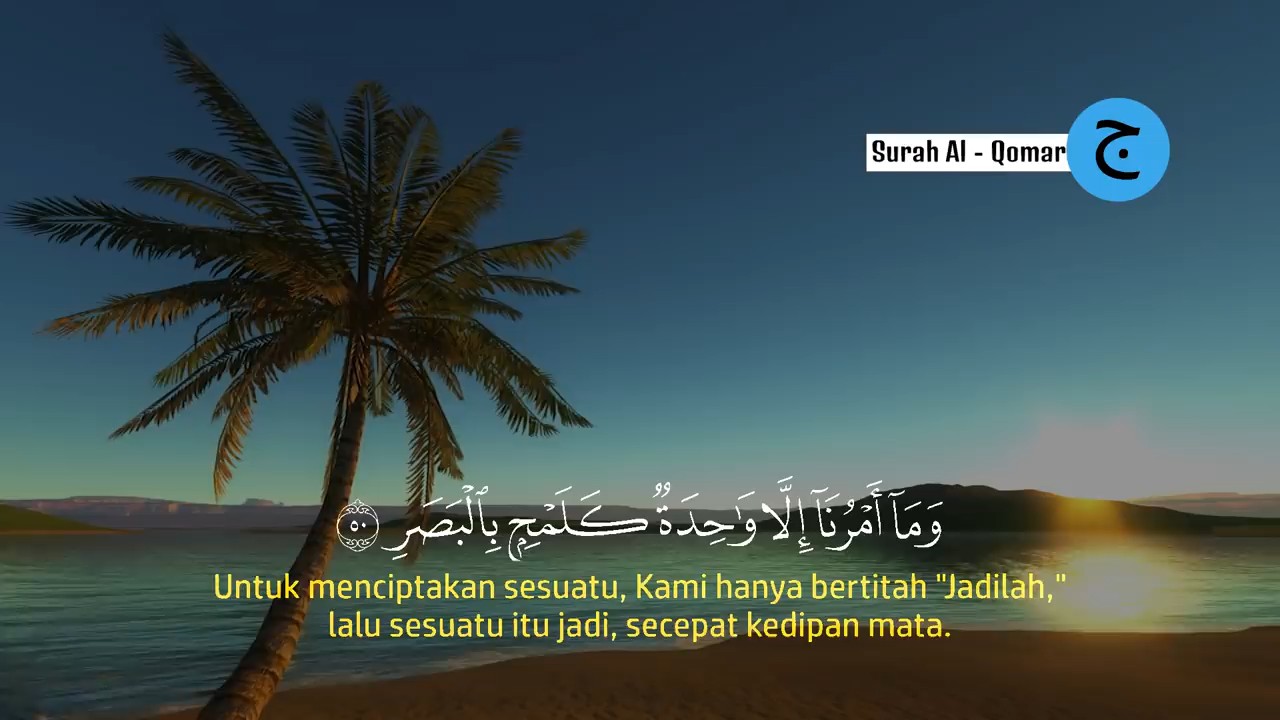 Surah Al - Qomar
ج
وَمَآ أَمْرُنَآ إِلَّا وَٰحِدَةٌ كَلَمْحٍۭ بِٱلْبَصَرِ ٥٠
Untuk menciptakan sesuatu, Kami hanya bertitah "Jadilah,"
lalu sesuatu itu jadi, secepat kedipan mata.